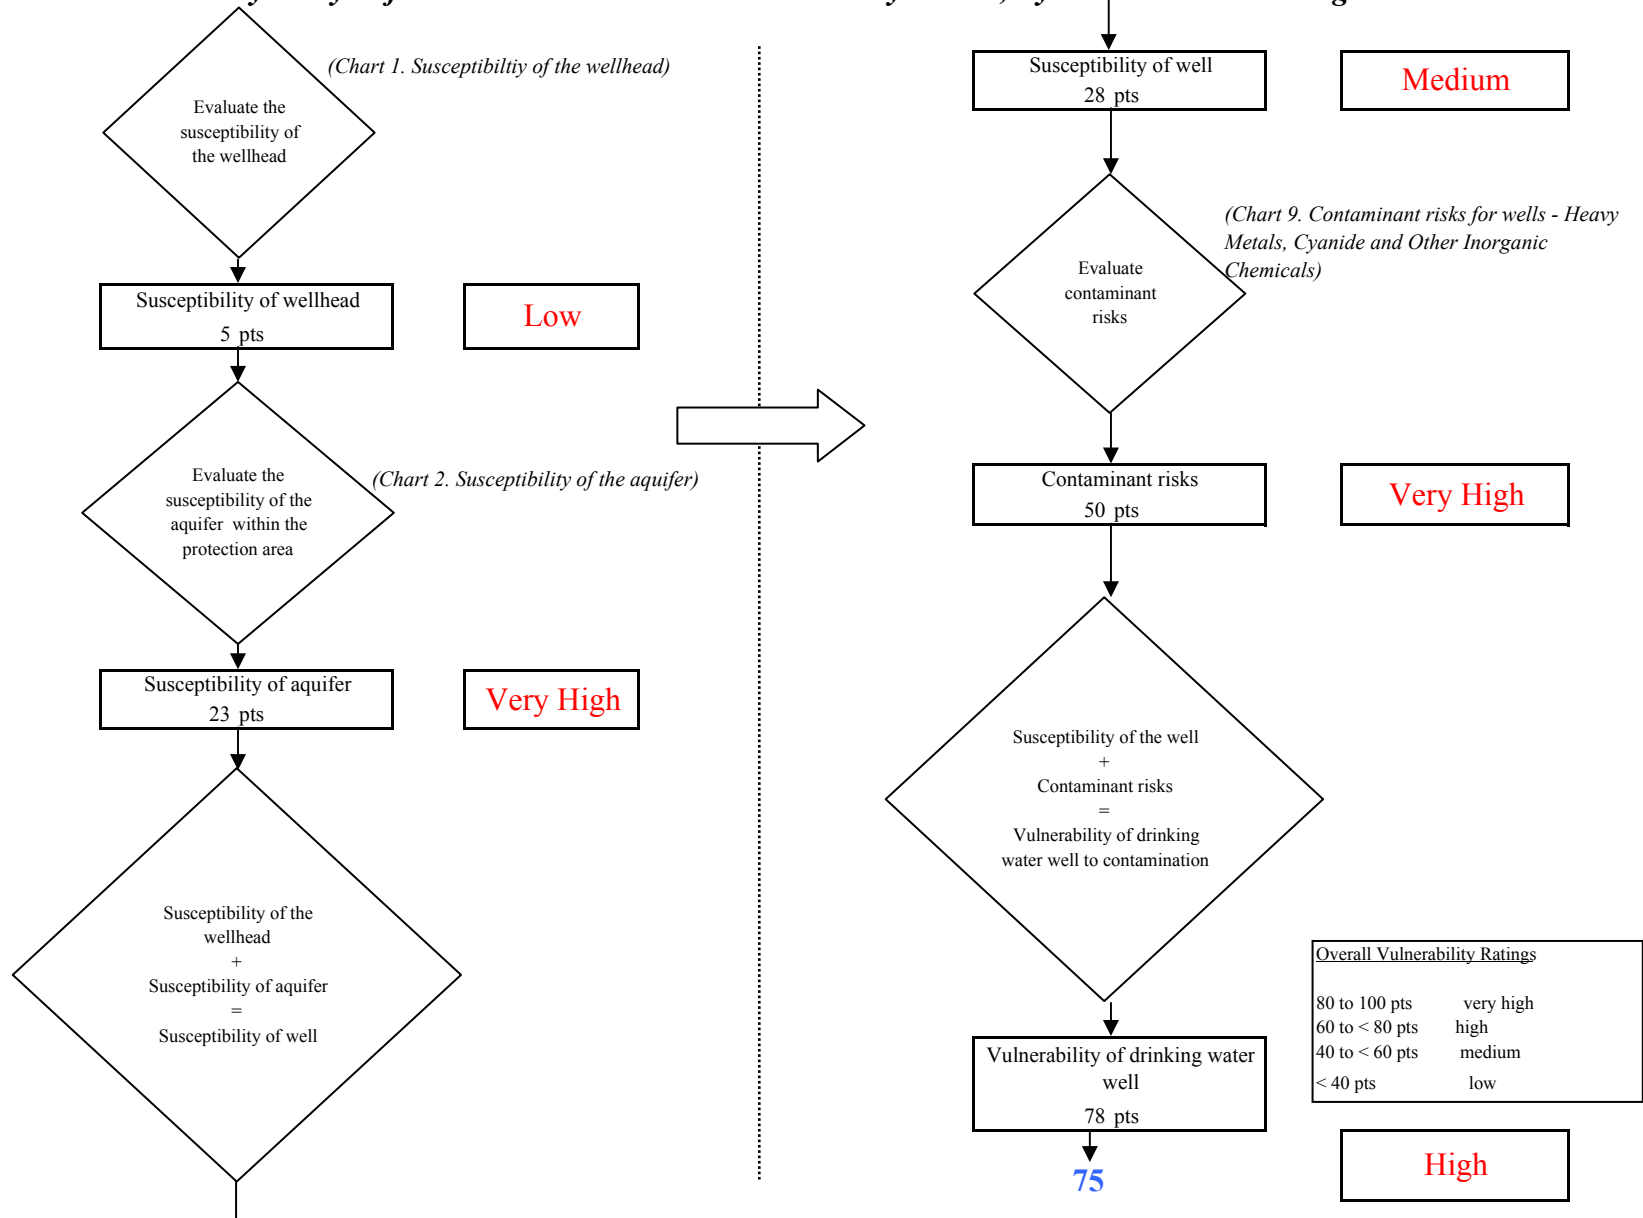 (Chart 1. Susceptibiltiy of the wellhead)
Evaluate the
susceptibility of
the wellhead
Susceptibility of wellhead
5 pts
Low
Evaluate the
susceptibility of the
aquifer within the
protection area
(Chart 2. Susceptibility of the aquifer)
Susceptibility of aquifer
23 pts
Very High
Susceptibility of the
wellhead
+
Susceptibility of aquifer
=
Susceptibility of well
Susceptibility of well
28 pts
Medium
(Chart 9. Contaminant risks for wells - Heavy
Metals, Cyanide and Other Inorganic
Chemicals)
Evaluate
contaminant
risks
Contaminant risks
50 pts
Very High
Susceptibility of the well
+
Contaminant risks
=
Vulnerability of drinking
water well to contamination
Overall Vulnerability Ratings
80 to 100 pts very high
60 to < 80 pts high
40 to < 60 pts medium
< 40 pts low
Vulnerability of drinking water
well
78 pts
75
High